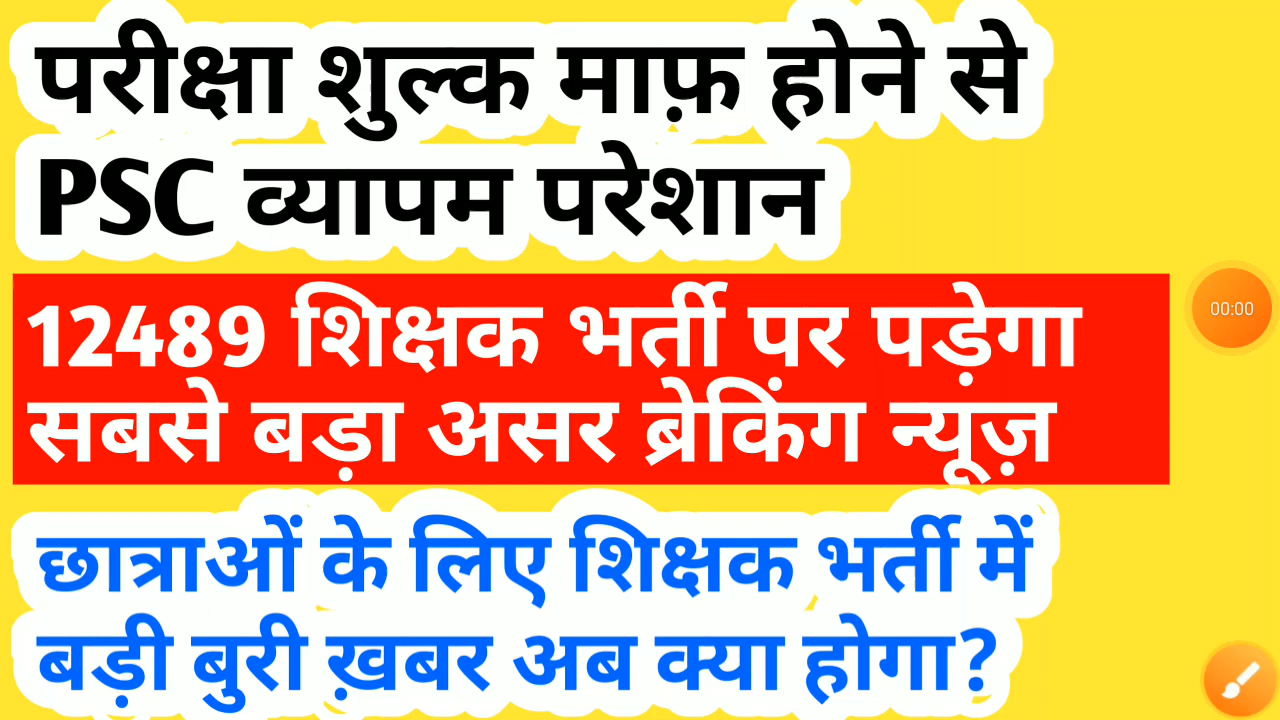 परीक्षा शुल्क माफ़ होने से
PSC व्यापम परेशान
12489 शिक्षक भर्ती पर पड़ेगा
सबसे बड़ा असर ब्रेकिंग न्यूज़
छात्राओं के लिए शिक्षक भर्ती में
बड़ी बुरी ख़बर अब क्या होगा?
00:00